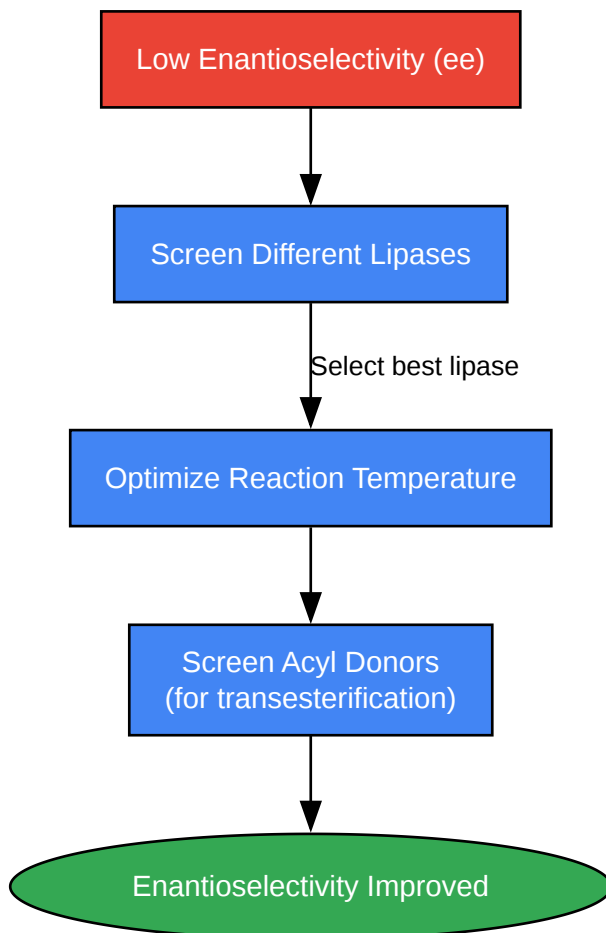 Low Enantioselectivity (ee)
Screen Different Lipases
Select best lipase
Optimize Reaction Temperature
Screen Acyl Donors
(for transesterification)
Enantioselectivity Improved